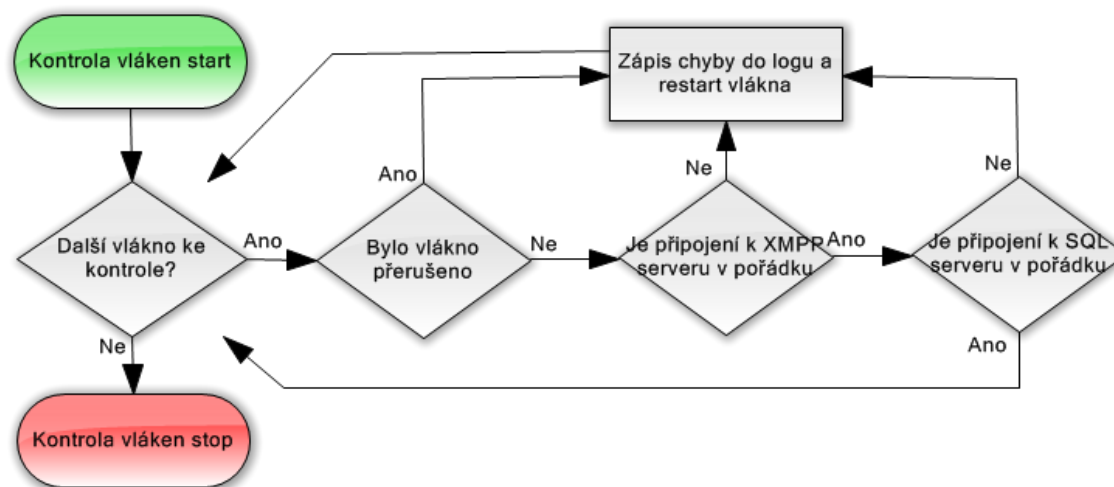 Kontrola vláken start
Zápis chyby do logu a
restart vlákna
Ano
Ne
Ne
Další vlákno ke
kontrole?
Ano
Bylo vlákno
přerušeno
Ne
Je připojení k XMPP
serveru v pořádku
Ano
Je připojení k SQL
serveru v pořádku
Ne
Ano
Kontrola vláken stop